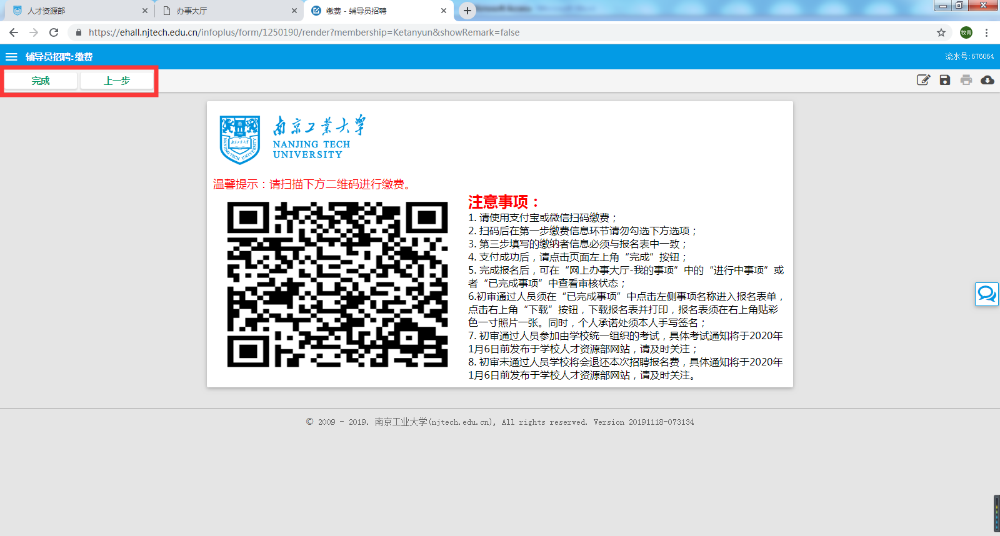 人才资源部
办事大厅
缴费 - 辅导员招聘
https://ehall.njtech.edu.cn/infoplus/form/1250190/render?membership=Ketanyun&showRemark=false
牧青
辅导员招聘:缴费
流水号:676064
完成
上一步
南京工业大学
NANJING TECH
UNIVERSITY
温馨提示：请扫描下方二维码进行缴费。
注意事项：
1. 请使用支付宝或微信扫码缴费；
2. 扫码后在第一步缴费信息环节请勿勾选下方选项；
3. 第三步填写的缴纳者信息必须与报名表中一致；
4. 支付成功后，请点击页面左上角“完成”按钮；
5. 完成报名后，可在“网上办事大厅-我的事项”中的“进行中事项”或
者“已完成事项”中查看审核状态；
6.初审通过人员须在“已完成事项”中点击左侧事项名称进入报名表单，
点击右上角“下载”按钮，下载报名表并打印，报名表须在右上角贴彩
色一寸照片一张。同时，个人承诺处须本人手写签名；
7. 初审通过人员参加由学校统一组织的考试，具体考试通知将于2020年
1月6日前发布于学校人才资源部网站，请及时关注；
8. 初审未通过人员学校将会退还本次招聘报名费，具体通知将于2020年
1月6日前发布于学校人才资源部网站，请及时关注。
© 2009 - 2019. 南京工业大学(njtech.edu.cn), All rights reserved. Version 20191118-073134